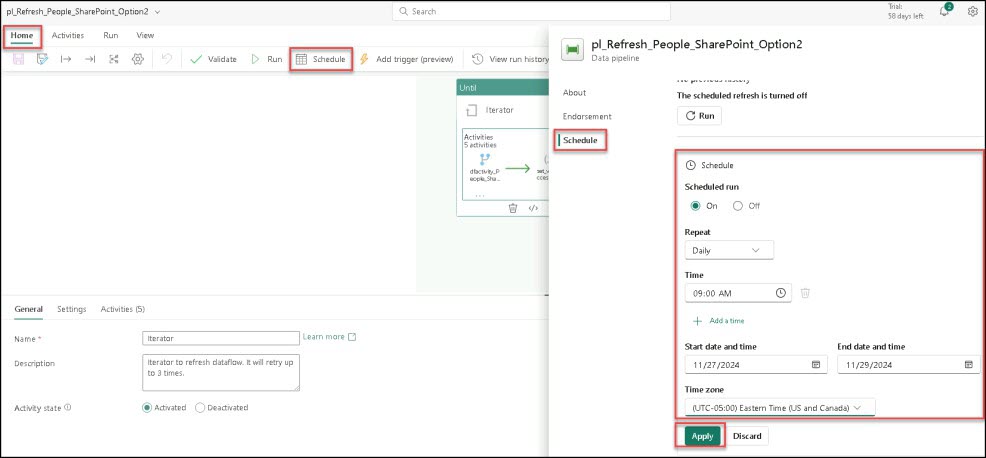 pl_Refresh_People_SharePoint_Option2
Search
Trial:
58 days left
2
Home
Activities
Run
View
Validate
Run
Schedule
Add trigger (preview)
View run history
Until
Iterator
Activities
5 activities
dfactivity_P
eople_Sha...
set_v
cces
...
General
Settings
Activities (5)
Name *
Iterator
Learn more
Description
Iterator to refresh dataflow. It will retry up
to 3 times.
Activity state
Activated
Deactivated
pl_Refresh_People_SharePoint_Option2
Data pipeline
About
Endorsement
Schedule
No previous history
The scheduled refresh is turned off
Run
Schedule
Scheduled run
On
Off
Repeat
Daily
Time
09:00 AM
Add a time
Start date and time
End date and time
11/27/2024
11/29/2024
Time zone
(UTC-05:00) Eastern Time (US and Canada)
Apply
Discard